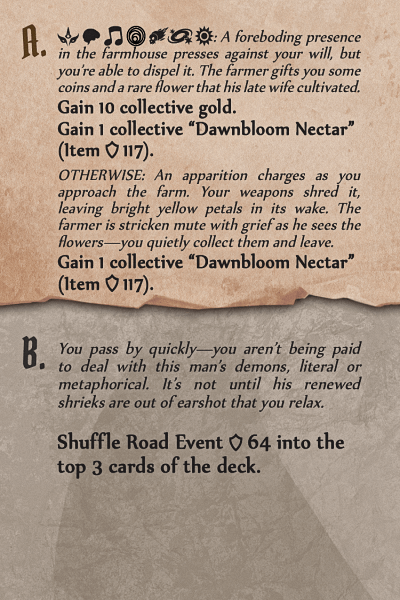 A.
: A foreboding presence
in the farmhouse presses against your will, but
you're able to dispel it. The farmer gifts you some
coins and a rare flower that his late wife cultivated.
Gain 10 collective gold.
Gain 1 collective “Dawnbloom Nectar”
(Item 117).
OTHERWISE: An apparition charges as you
approach the farm. Your weapons shred it,
leaving bright yellow petals in its wake. The
farmer is stricken mute with grief as he sees the
flowers—you quietly collect them and leave.
Gain 1 collective “Dawnbloom Nectar”
(Item 117).
B.
You pass by quickly—you aren't being paid
to deal with this man's demons, literal or
metaphorical. It's not until his renewed
shrieks are out of earshot that you relax.
Shuffle Road Event 64 into the
top 3 cards of the deck.